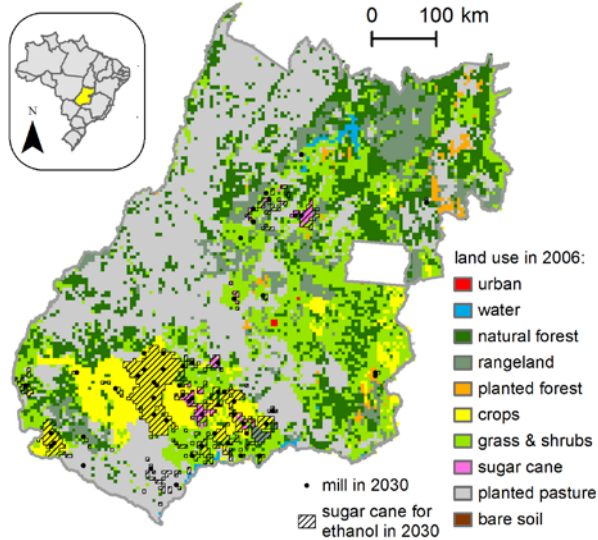 0 100 km
N
land use in 2006:
urban
water
natural forest
rangeland
planted forest
crops
grass & shrubs
sugar cane
planted pasture
bare soil
mill in 2030
sugar cane for
ethanol in 2030